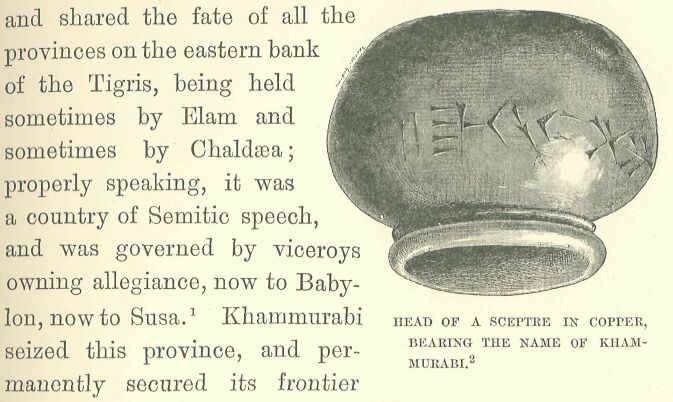 and shared the fate of all the
provinces on the eastern bank
of the Tigris, being held
sometimes by Elam and
sometimes by Chaldæa;
properly speaking, it was
a country of Semitic speech,
and was governed by viceroys
owning allegiance, now to Baby-
lon, now to Susa.¹ Khammurabi
seized this province, and per-
manently secured its frontier
HEAD OF A SCEPTRE IN COPPER,
BEARING THE NAME OF KHAM-
MURABI.²